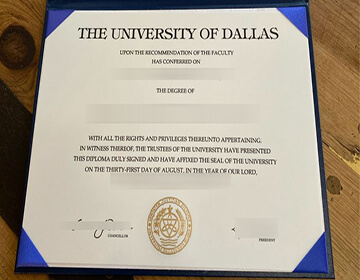 THE UNIVERSITY OF DALLAS
UPON THE RECOMMENDATION OF THE FACULTY
HAS CONFERRED ON
THE DEGREE OF
WITH ALL THE RIGHTS AND PRIVILEGES THEREUNTO APPERTAINING.
IN WITNESS THEREOF, THE TRUSTEES OF THE UNIVERSITY HAVE PRESENTED
THIS DIPLOMA DULY SIGNED AND HAVE AFFIXED THE SEAL OF THE UNIVERSITY
ON THE THIRTY-FIRST DAY OF AUGUST, IN THE YEAR OF OUR LORD,
CHANCELLOR
PRESIDENT